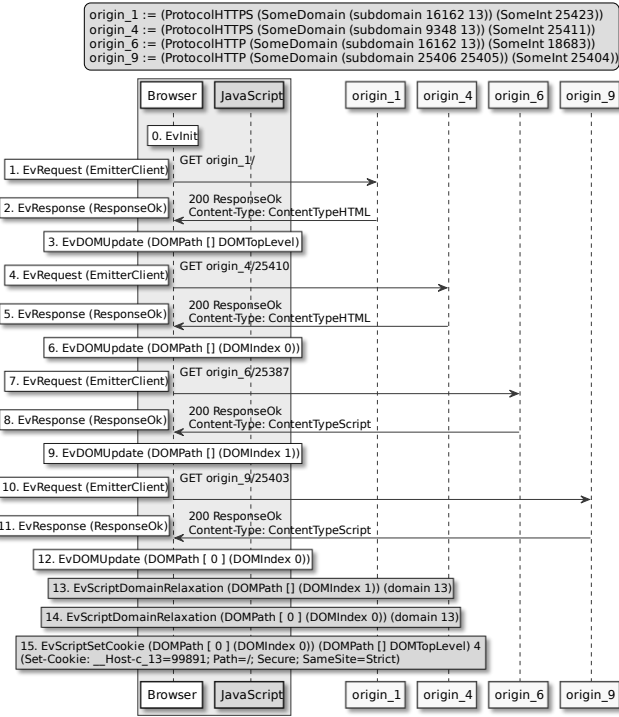 origin_1 := (ProtocolHTTPS (SomeDomain (subdomain 16162 13)) (SomeInt 25423))
origin_4 := (ProtocolHTTPS (SomeDomain (subdomain 9348 13)) (SomeInt 25411))
origin_6 := (ProtocolHTTP (SomeDomain (subdomain 16162 13)) (SomeInt 18683))
origin_9 := (ProtocolHTTP (SomeDomain (subdomain 25406 25405)) (SomeInt 25404))
Browser JavaScript origin_1 origin_4 origin_6 origin_9
0. EvInit
1. EvRequest (EmitterClient) GET origin_1/
2. EvResponse (ResponseOk) 200 ResponseOk
Content-Type: ContentTypeHTML
3. EvDOMUpdate (DOMPath [] DOMTopLevel)
4. EvRequest (EmitterClient) GET origin_4/25410
5. EvResponse (ResponseOk) 200 ResponseOk
Content-Type: ContentTypeHTML
6. EvDOMUpdate (DOMPath [] (DOMIndex 0))
7. EvRequest (EmitterClient) GET origin_6/25387
8. EvResponse (ResponseOk) 200 ResponseOk
Content-Type: ContentTypeScript
9. EvDOMUpdate (DOMPath [] (DOMIndex 1))
10. EvRequest (EmitterClient) GET origin_9/25403
11. EvResponse (ResponseOk) 200 ResponseOk
Content-Type: ContentTypeScript
12. EvDOMUpdate (DOMPath [ 0 ] (DOMIndex 0))
13. EvScriptDomainRelaxation (DOMPath [] (DOMIndex 1)) (domain 13)
14. EvScriptDomainRelaxation (DOMPath [ 0 ] (DOMIndex 0)) (domain 13)
15. EvScriptSetCookie (DOMPath [ 0 ] (DOMIndex 0)) (DOMPath [] DOMTopLevel) 4
(Set-Cookie: __Host-c_13=99891; Path=/; Secure; SameSite=Strict)
Browser JavaScript origin_1 origin_4 origin_6 origin_9